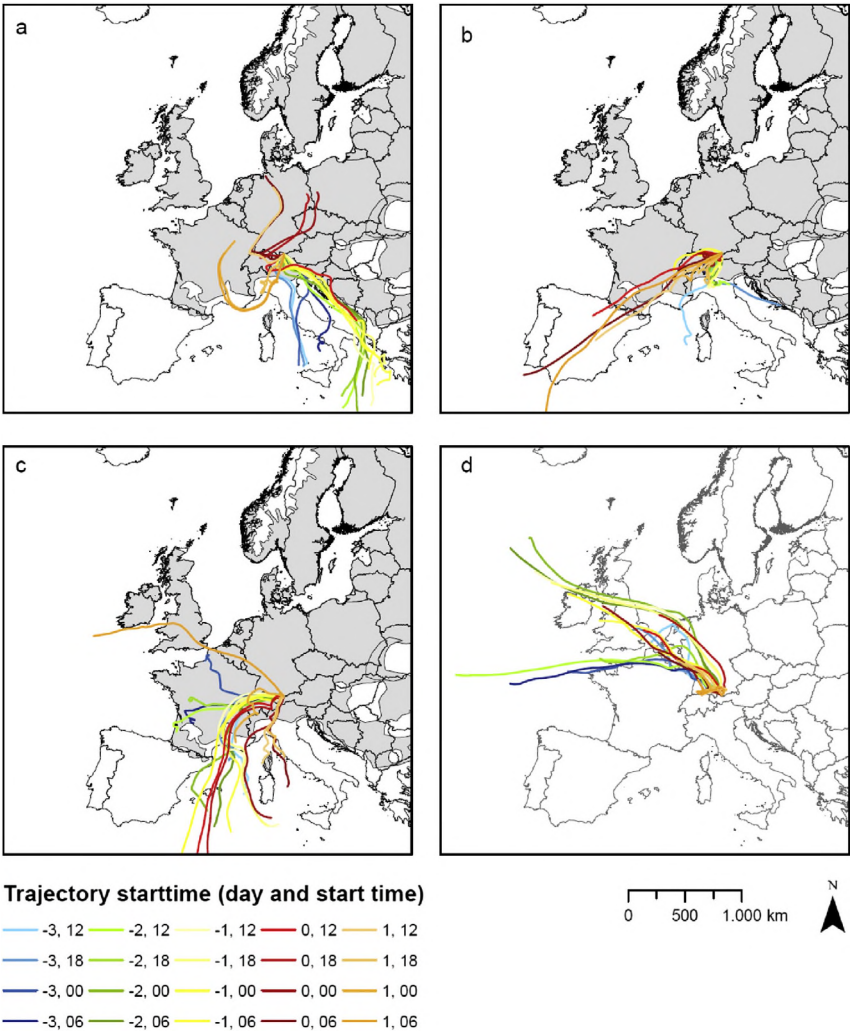 a
b
c
d
Trajectory starttime (day and start time)
-3, 12 -2, 12 -1, 12 0, 12 1, 12
-3, 18 -2, 18 -1, 18 0, 18 1, 18
-3, 00 -2, 00 -1, 00 0, 00 1, 00
-3, 06 -2, 06 -1, 06 0, 06 1, 06
N
0 500 1.000 km